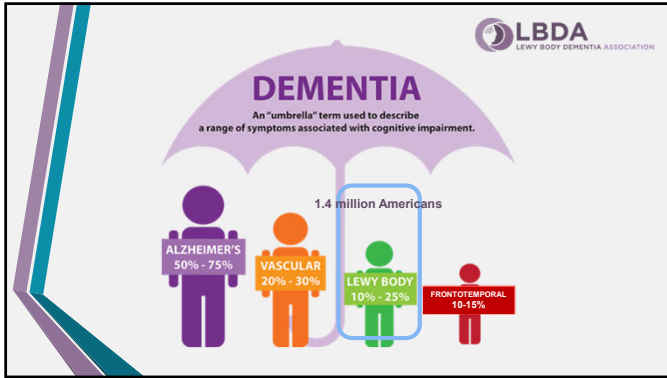 LBDA
LEWY BODY DEMENTIA ASSOCIATION
DEMENTIA
An “umbrella” term used to describe
a range of symptoms associated with cognitive impairment.
1.4 million Americans
ALZHEIMER'S
50% - 75%
VASCULAR
20% - 30%
LEWY BODY
10% - 25%
FRONTOTEMPORAL
10-15%